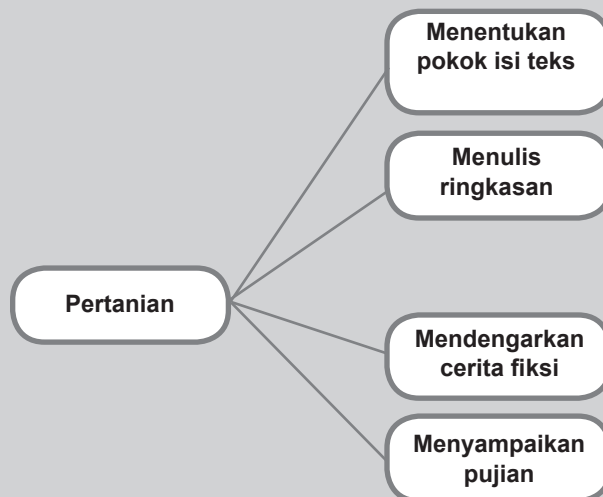 Menentukan
pokok isi teks
Menulis
ringkasan
Pertanian
Mendengarkan
cerita fiksi
Menyampaikan
pujian